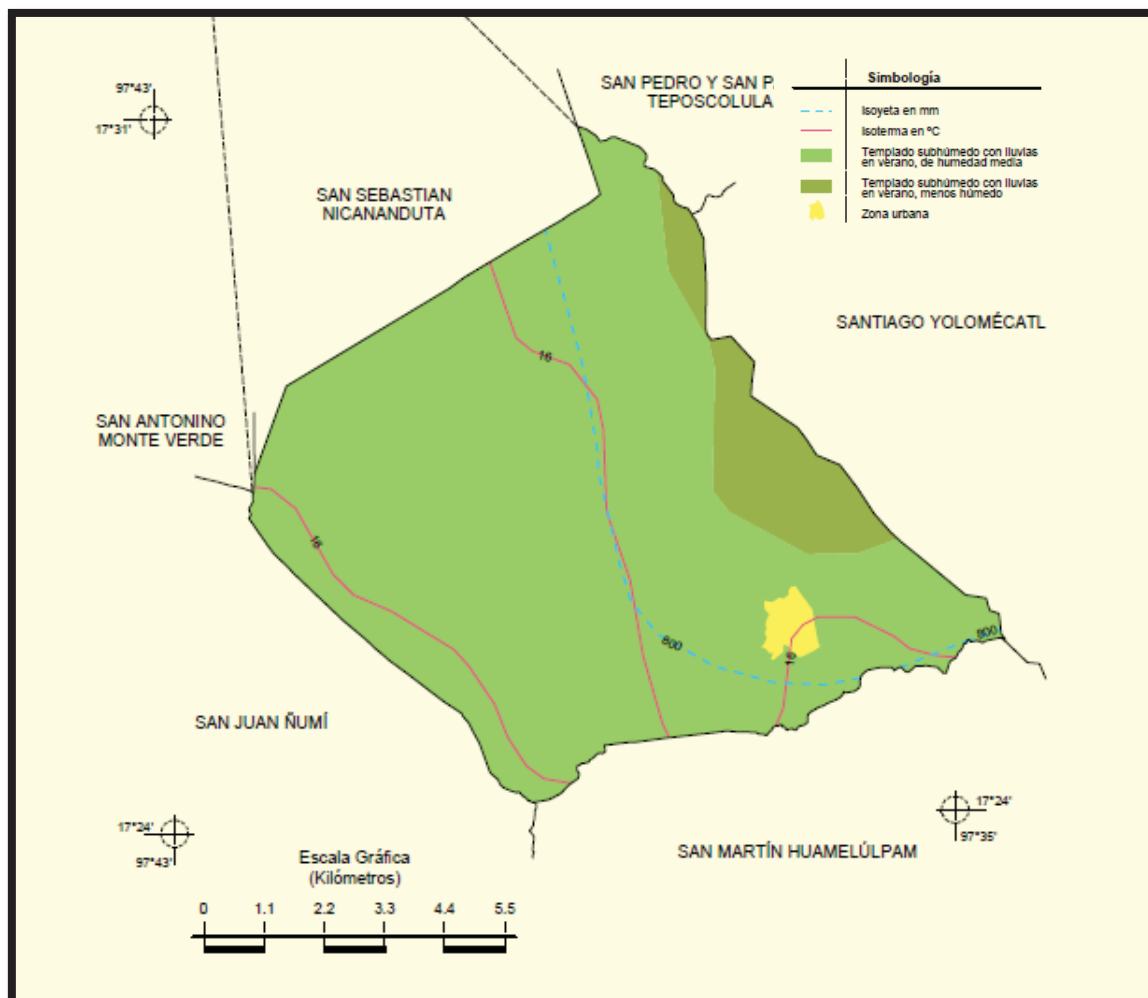 97°43'
17°31'
SAN PEDRO Y SAN P
TEPOSCOLULA
Simbología
Isoyeta en mm
Isoterma en °C
Templado subhúmedo con lluvias
en verano, de humedad media
Templado subhúmedo con lluvias
en verano, menos húmedo
Zona urbana
SAN SEBASTIAN
NICANANDUTA
SANTIAGO YOLOMÉCATL
16
SAN ANTONINO
MONTE VERDE
16
800
16
800
SAN JUAN ÑUMÍ
17°24'
97°43'
17°24'
97°35'
SAN MARTÍN HUAMELÚLPAM
Escala Gráfica
(Kilómetros)
0 1.1 2.2 3.3 4.4 5.5